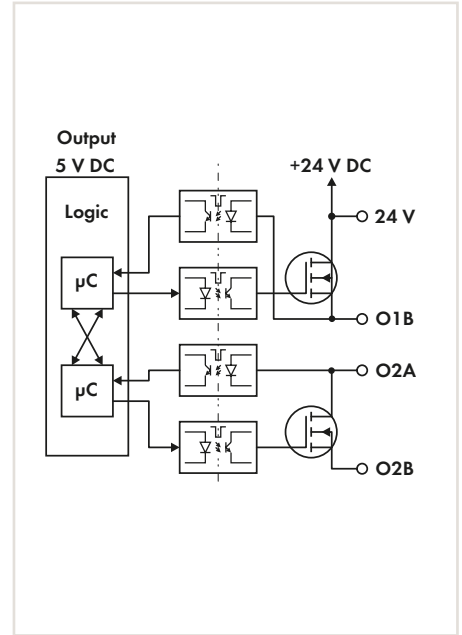 Output
5 V DC
Logic
µC
µC
+24 V DC
24 V
O1B
O2A
O2B